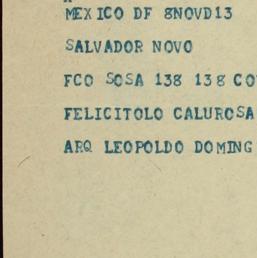 MEXICO DF 8NOVD13
SALVADOR NOVO
FCO SOSA 138 138 CO
FELICITOLO CALUROSA
ARQ LEOPOLDO DOMING